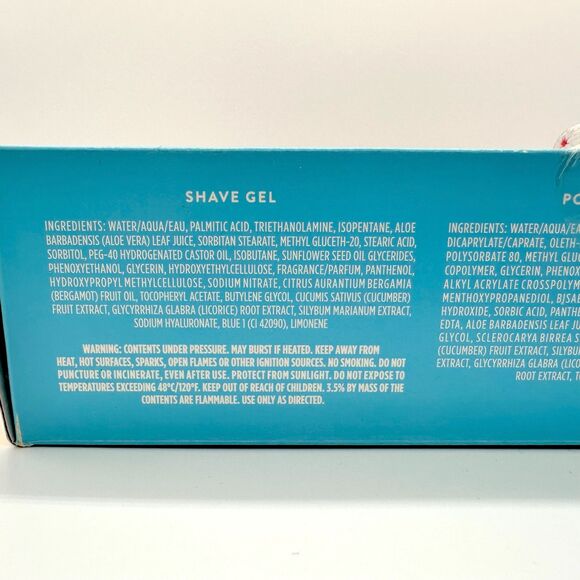 SHAVE GEL
INGREDIENTS: WATER/AQUA/EAU, PALMITIC ACID, TRIETHANOLAMINE, ISOPENTANE, ALOE
BARBADENSIS (ALOE VERA) LEAF JUICE, SORBITAN STEARATE, METHYL GLUCETH-20, STEARIC ACID,
SORBITOL, PEG-40 HYDROGENATED CASTOR OIL, ISOBUTANE, SUNFLOWER SEED OIL GLYCERIDES,
PHENOXYETHANOL, GLYCERIN, HYDROXYETHYLCELLULOSE, FRAGRANCE/PARFUM, PANTHENOL,
HYDROXYPROPYL METHYLCELLULOSE, SODIUM NITRATE, CITRUS AURANTIUM BERGAMIA
(BERGAMOT) FRUIT OIL, TOCOPHERYL ACETATE, BUTYLENE GLYCOL, CUCUMIS SATIVUS (CUCUMBER)
FRUIT EXTRACT, GLYCYRRHIZA GLABRA (LICORICE) ROOT EXTRACT, SILYBUM MARIANUM EXTRACT,
SODIUM HYALURONATE, BLUE 1 (CI 42090), LIMONENE
WARNING: CONTENTS UNDER PRESSURE. MAY BURST IF HEATED. KEEP AWAY FROM
HEAT, HOT SURFACES, SPARKS, OPEN FLAMES OR OTHER IGNITION SOURCES. NO SMOKING. DO NOT
PUNCTURE OR INCINERATE, EVEN AFTER USE. PROTECT FROM SUNLIGHT. DO NOT EXPOSE TO
TEMPERATURES EXCEEDING 48°C/120°F. KEEP OUT OF REACH OF CHILDREN. 3.5% BY MASS OF THE
CONTENTS ARE FLAMMABLE. USE ONLY AS DIRECTED.
PO
INGREDIENTS: WATER/AQUA/EA
DICAPRYLATE/CAPRATE, OLETH-
POLYSORBATE 80, METHYL GLUC
COPOLYMER, GLYCERIN, PHENOX
ALKYL ACRYLATE CROSSPOLYM
MENTHOXYPROPANEDIOL, BISAB
HYDROXIDE, SORBIC ACID, PANTH
EDTA, ALOE BARBADENSIS LEAF JU
GLYCOL, SCLEROCARYA BIRREA S
(CUCUMBER) FRUIT EXTRACT, SILYB
EXTRACT, GLYCYRRHIZA GLABRA (LICO
ROOT EXTRACT, TO